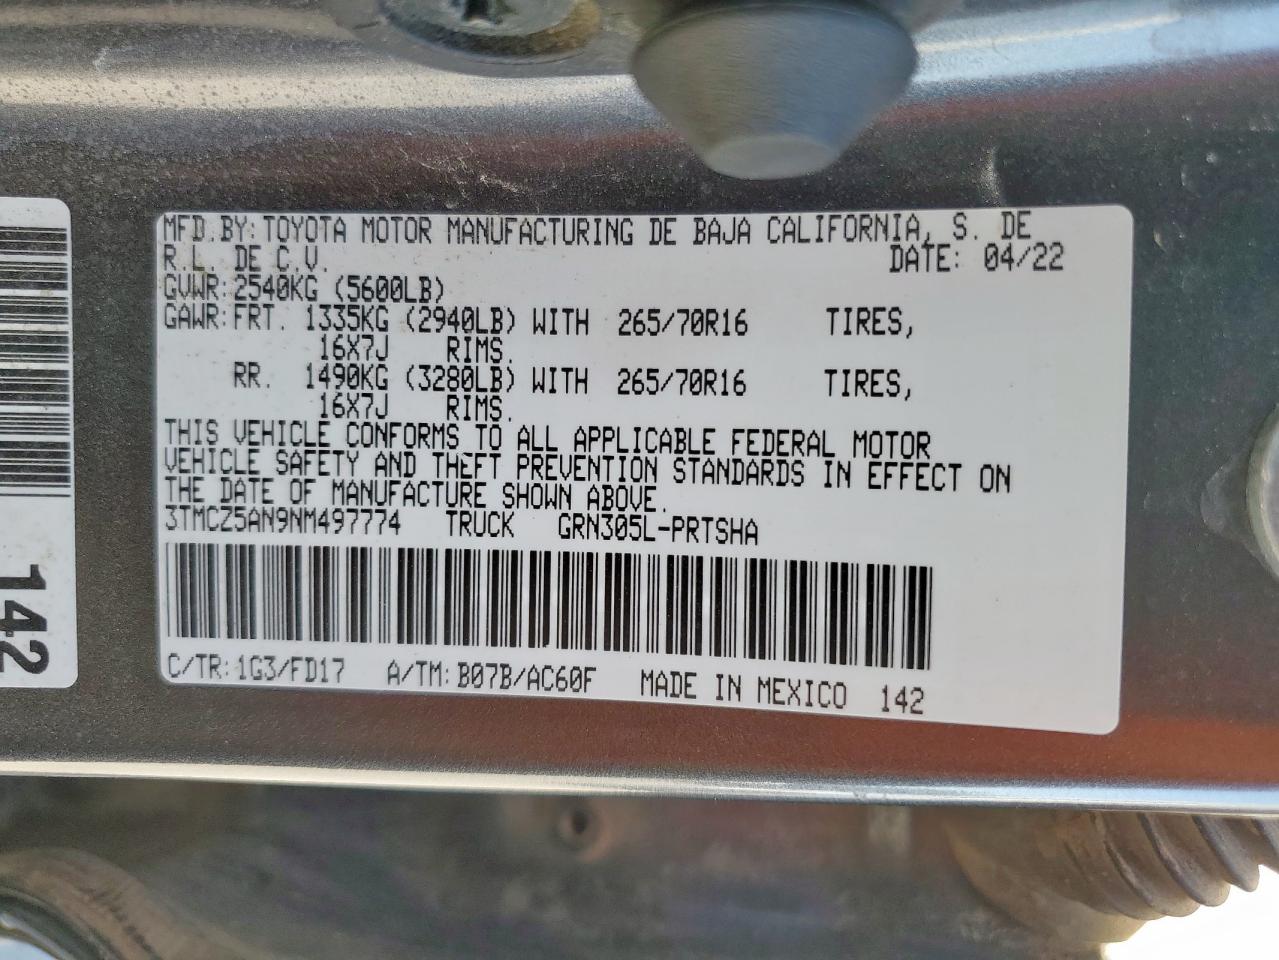 MFD.BY: TOYOTA MOTOR MANUFACTURING DE BAJA CALIFORNIA, S. DE
R.L. DE C.V. DATE: 04/22
GVWR: 2540KG (5600LB)
GAWR: FRT. 1335KG (2940LB) WITH 265/70R16 TIRES,
16X7J RIMS.
RR. 1490KG (3280LB) WITH 265/70R16 TIRES,
16X7J RIMS.
THIS VEHICLE CONFORMS TO ALL APPLICABLE FEDERAL MOTOR
VEHICLE SAFETY AND THEFT PREVENTION STANDARDS IN EFFECT ON
THE DATE OF MANUFACTURE SHOWN ABOVE.
3TMCZ5AN9NM497774 TRUCK GRN305L-PRTSHA
C/TR: 1G3/FD17 A/TM: B07B/AC60F MADE IN MEXICO 142
142